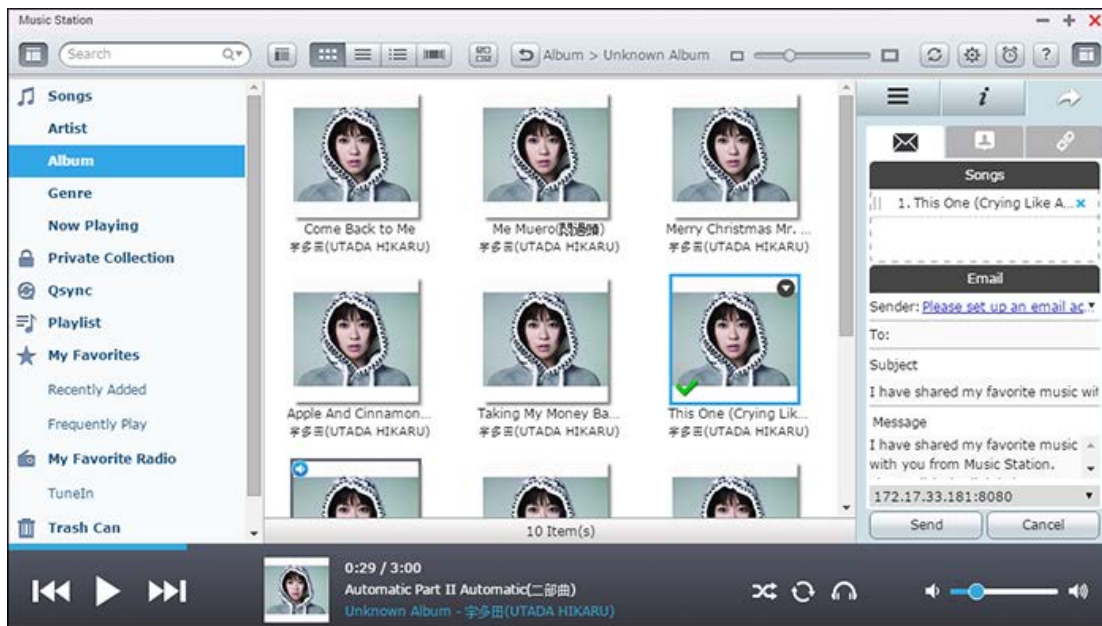 Music Station
Search
Album > Unknown Album
?
Songs
Artist
Album
Genre
Now Playing
Private Collection
Qsync
Playlist
My Favorites
Recently Added
Frequently Play
My Favorite Radio
TuneIn
Trash Can
Come Back to Me
宇多田(UTADA HIKARU)
Me Muero
宇多田(UTADA HIKARU)
Merry Christmas Mr. ...
宇多田(UTADA HIKARU)
Apple And Cinnamon...
宇多田(UTADA HIKARU)
Taking My Money Ba...
宇多田(UTADA HIKARU)
This One (Crying Lik...
宇多田(UTADA HIKARU)
10 Item(s)
i
Songs
1. This One (Crying Like A...
Email
Sender: Please set up an email ac
To:
Subject
I have shared my favorite music wit
Message
I have shared my favorite music
with you from Music Station.
172.17.33.181:8080
Send
Cancel
0:29 / 3:00
Automatic Part II Automatic(二部曲)
Unknown Album - 宇多田(UTADA HIKARU)